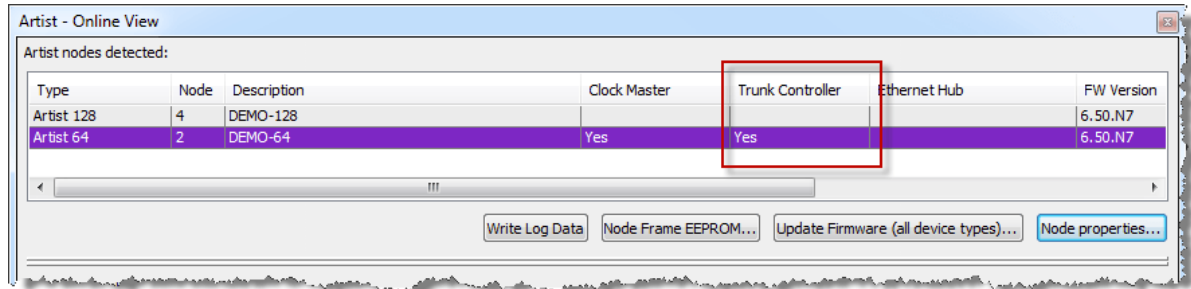 Artist - Online View
Artist nodes detected:
Type Node Description Clock Master Trunk Controller Ethernet Hub FW Version
Artist 128 4 DEMO-128 6.50.N7
Artist 64 2 DEMO-64 Yes Yes 6.50.N7
Write Log Data Node Frame EEPROM... Update Firmware (all device types)... Node properties...